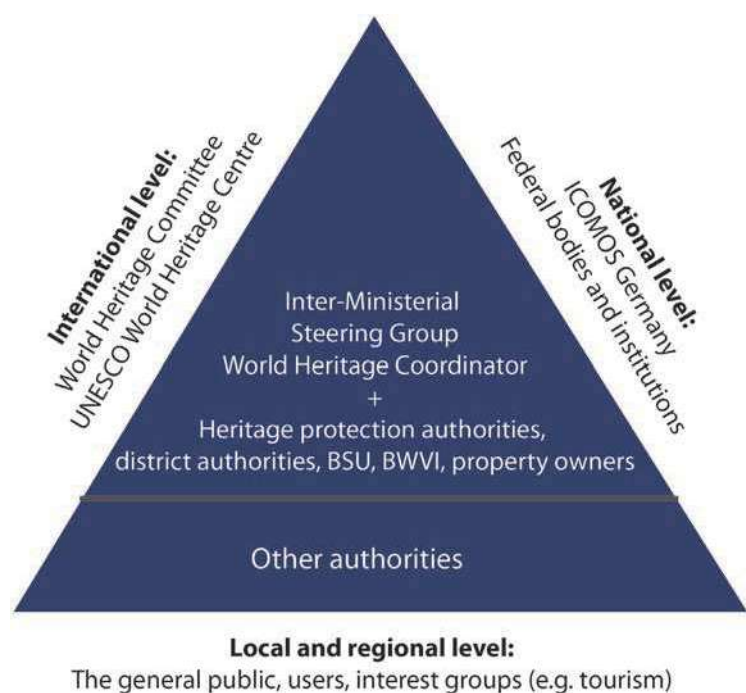 International level:
World Heritage Committee
UNESCO World Heritage Centre
National level:
ICOMOS Germany
Federal bodies and institutions
Inter-Ministerial
Steering Group
World Heritage Coordinator
+
Heritage protection authorities,
district authorities, BSU, BWVI, property owners
Other authorities
Local and regional level:
The general public, users, interest groups (e.g. tourism)